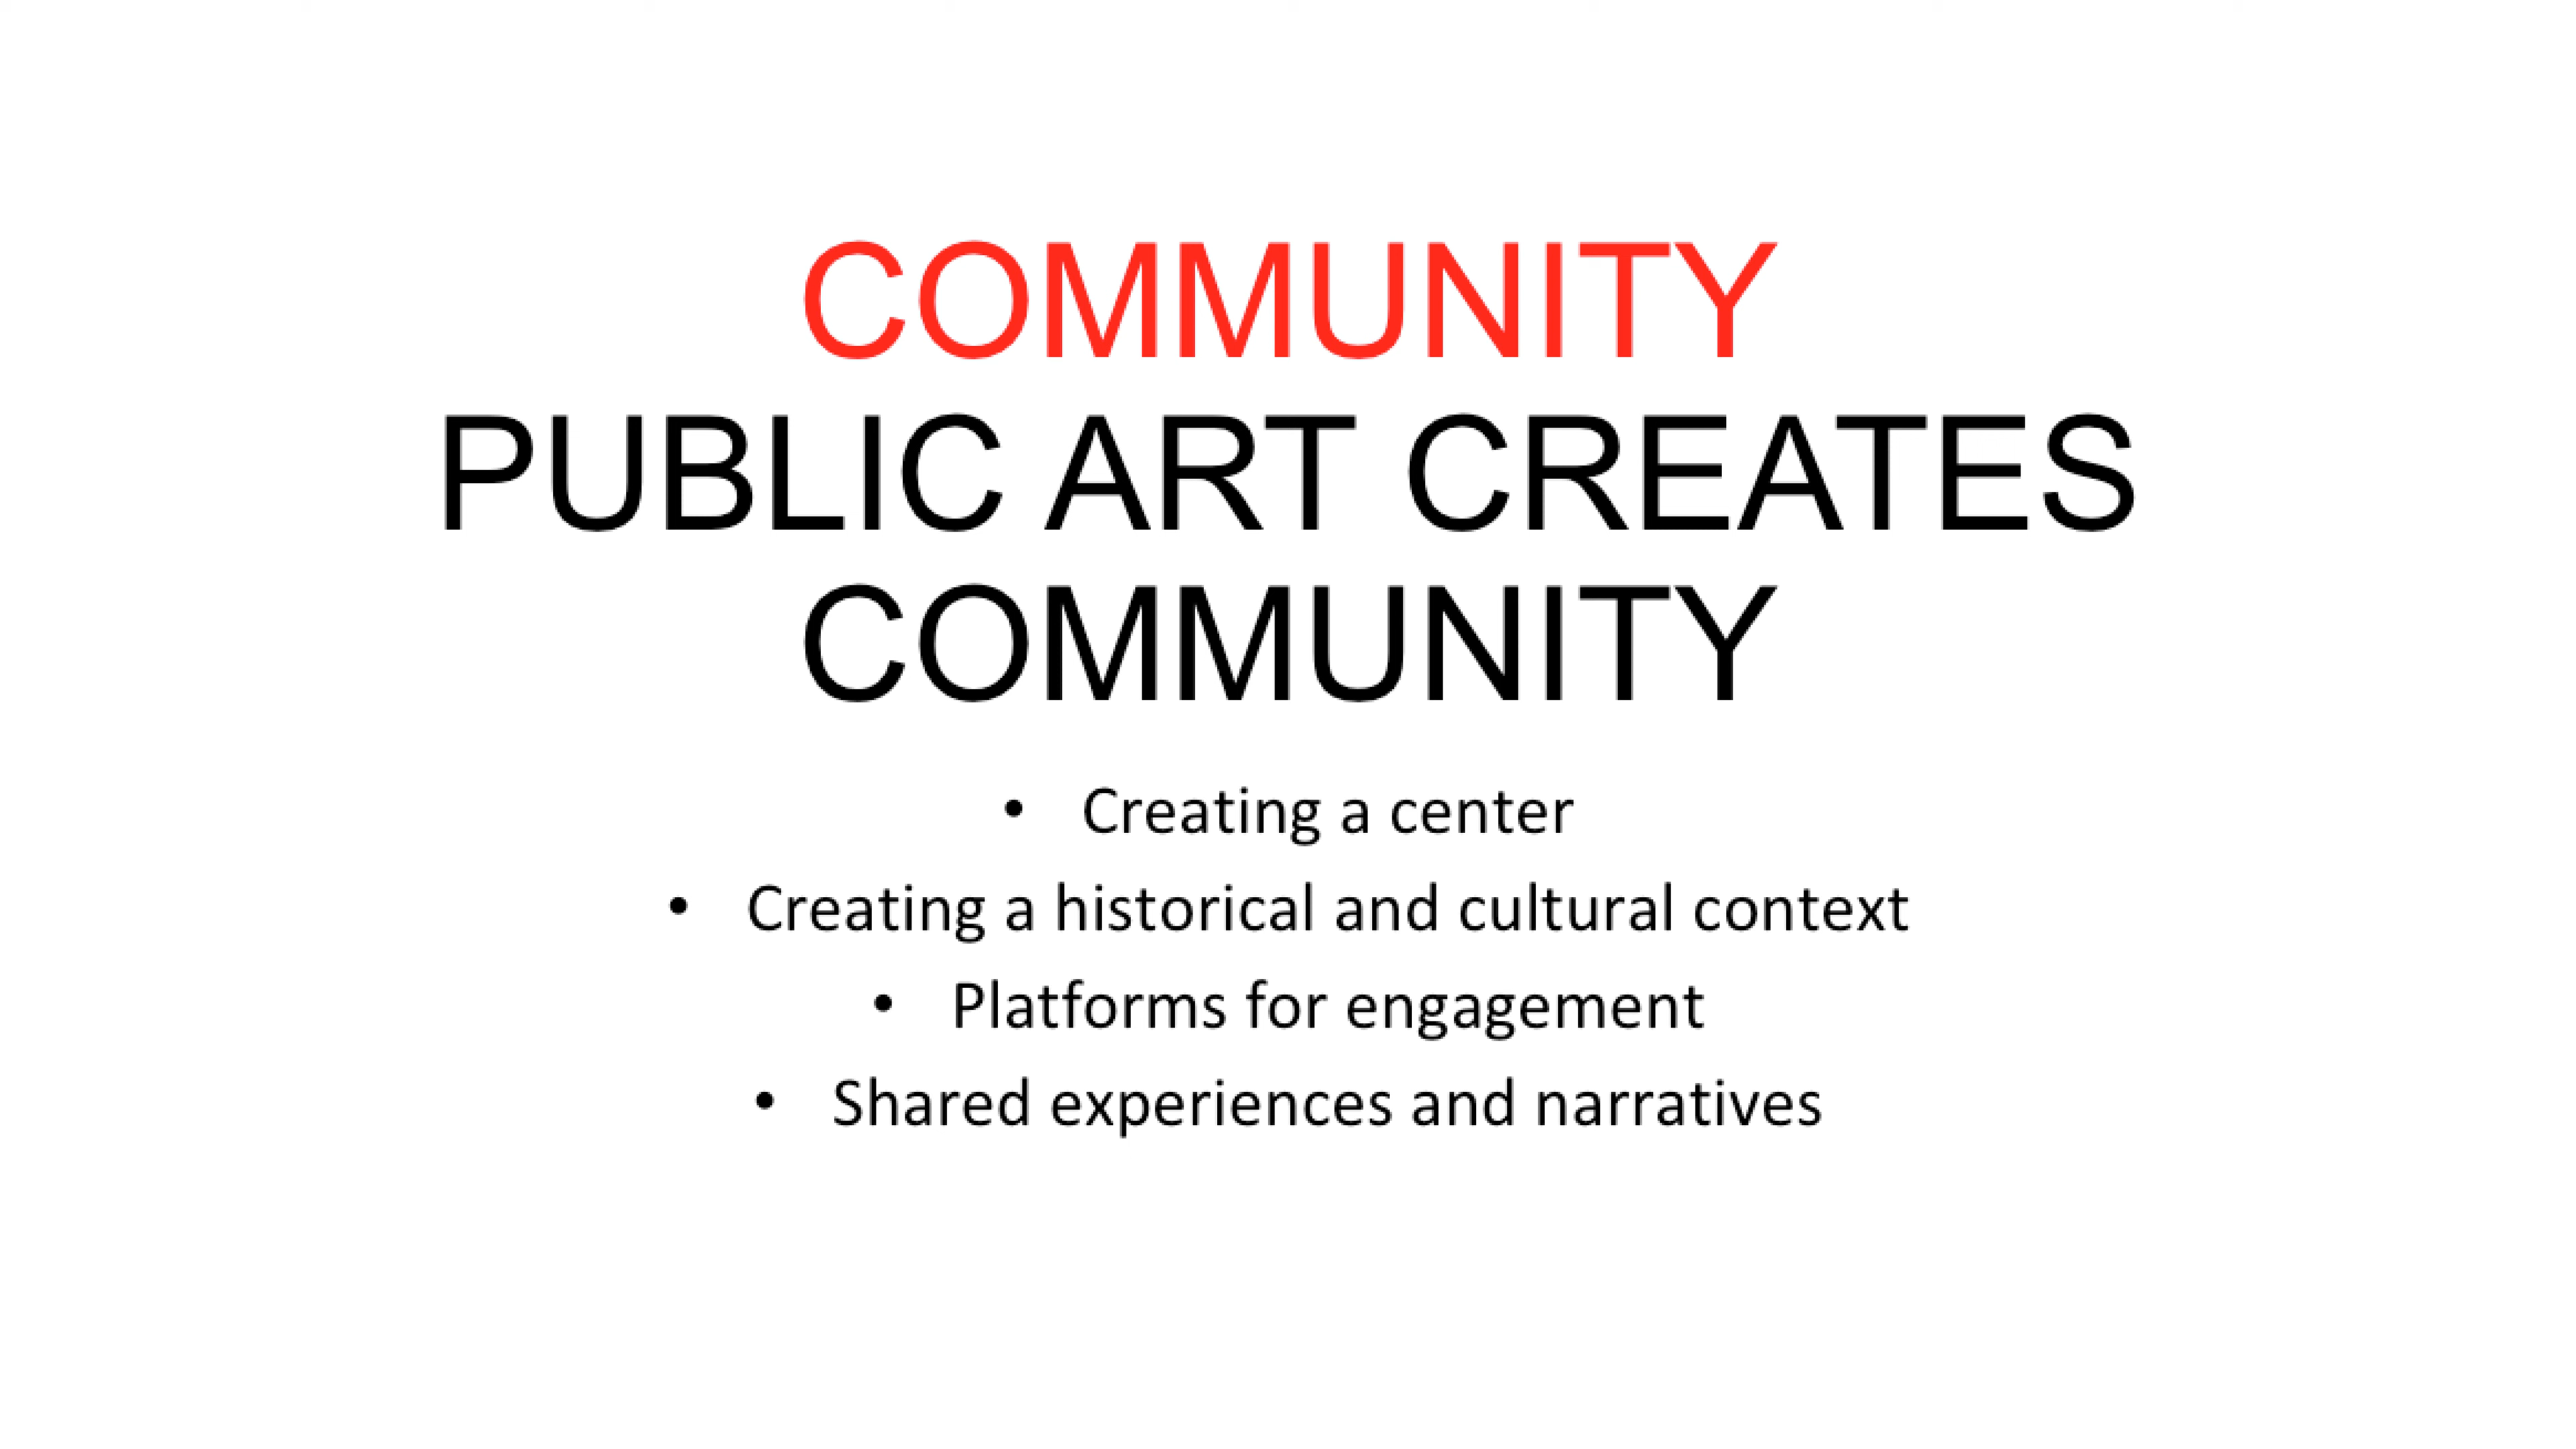 COMMUNITY
PUBLIC ART CREATES
COMMUNITY
• Creating a center
• Creating a historical and cultural context
• Platforms for engagement
• Shared experiences and narratives